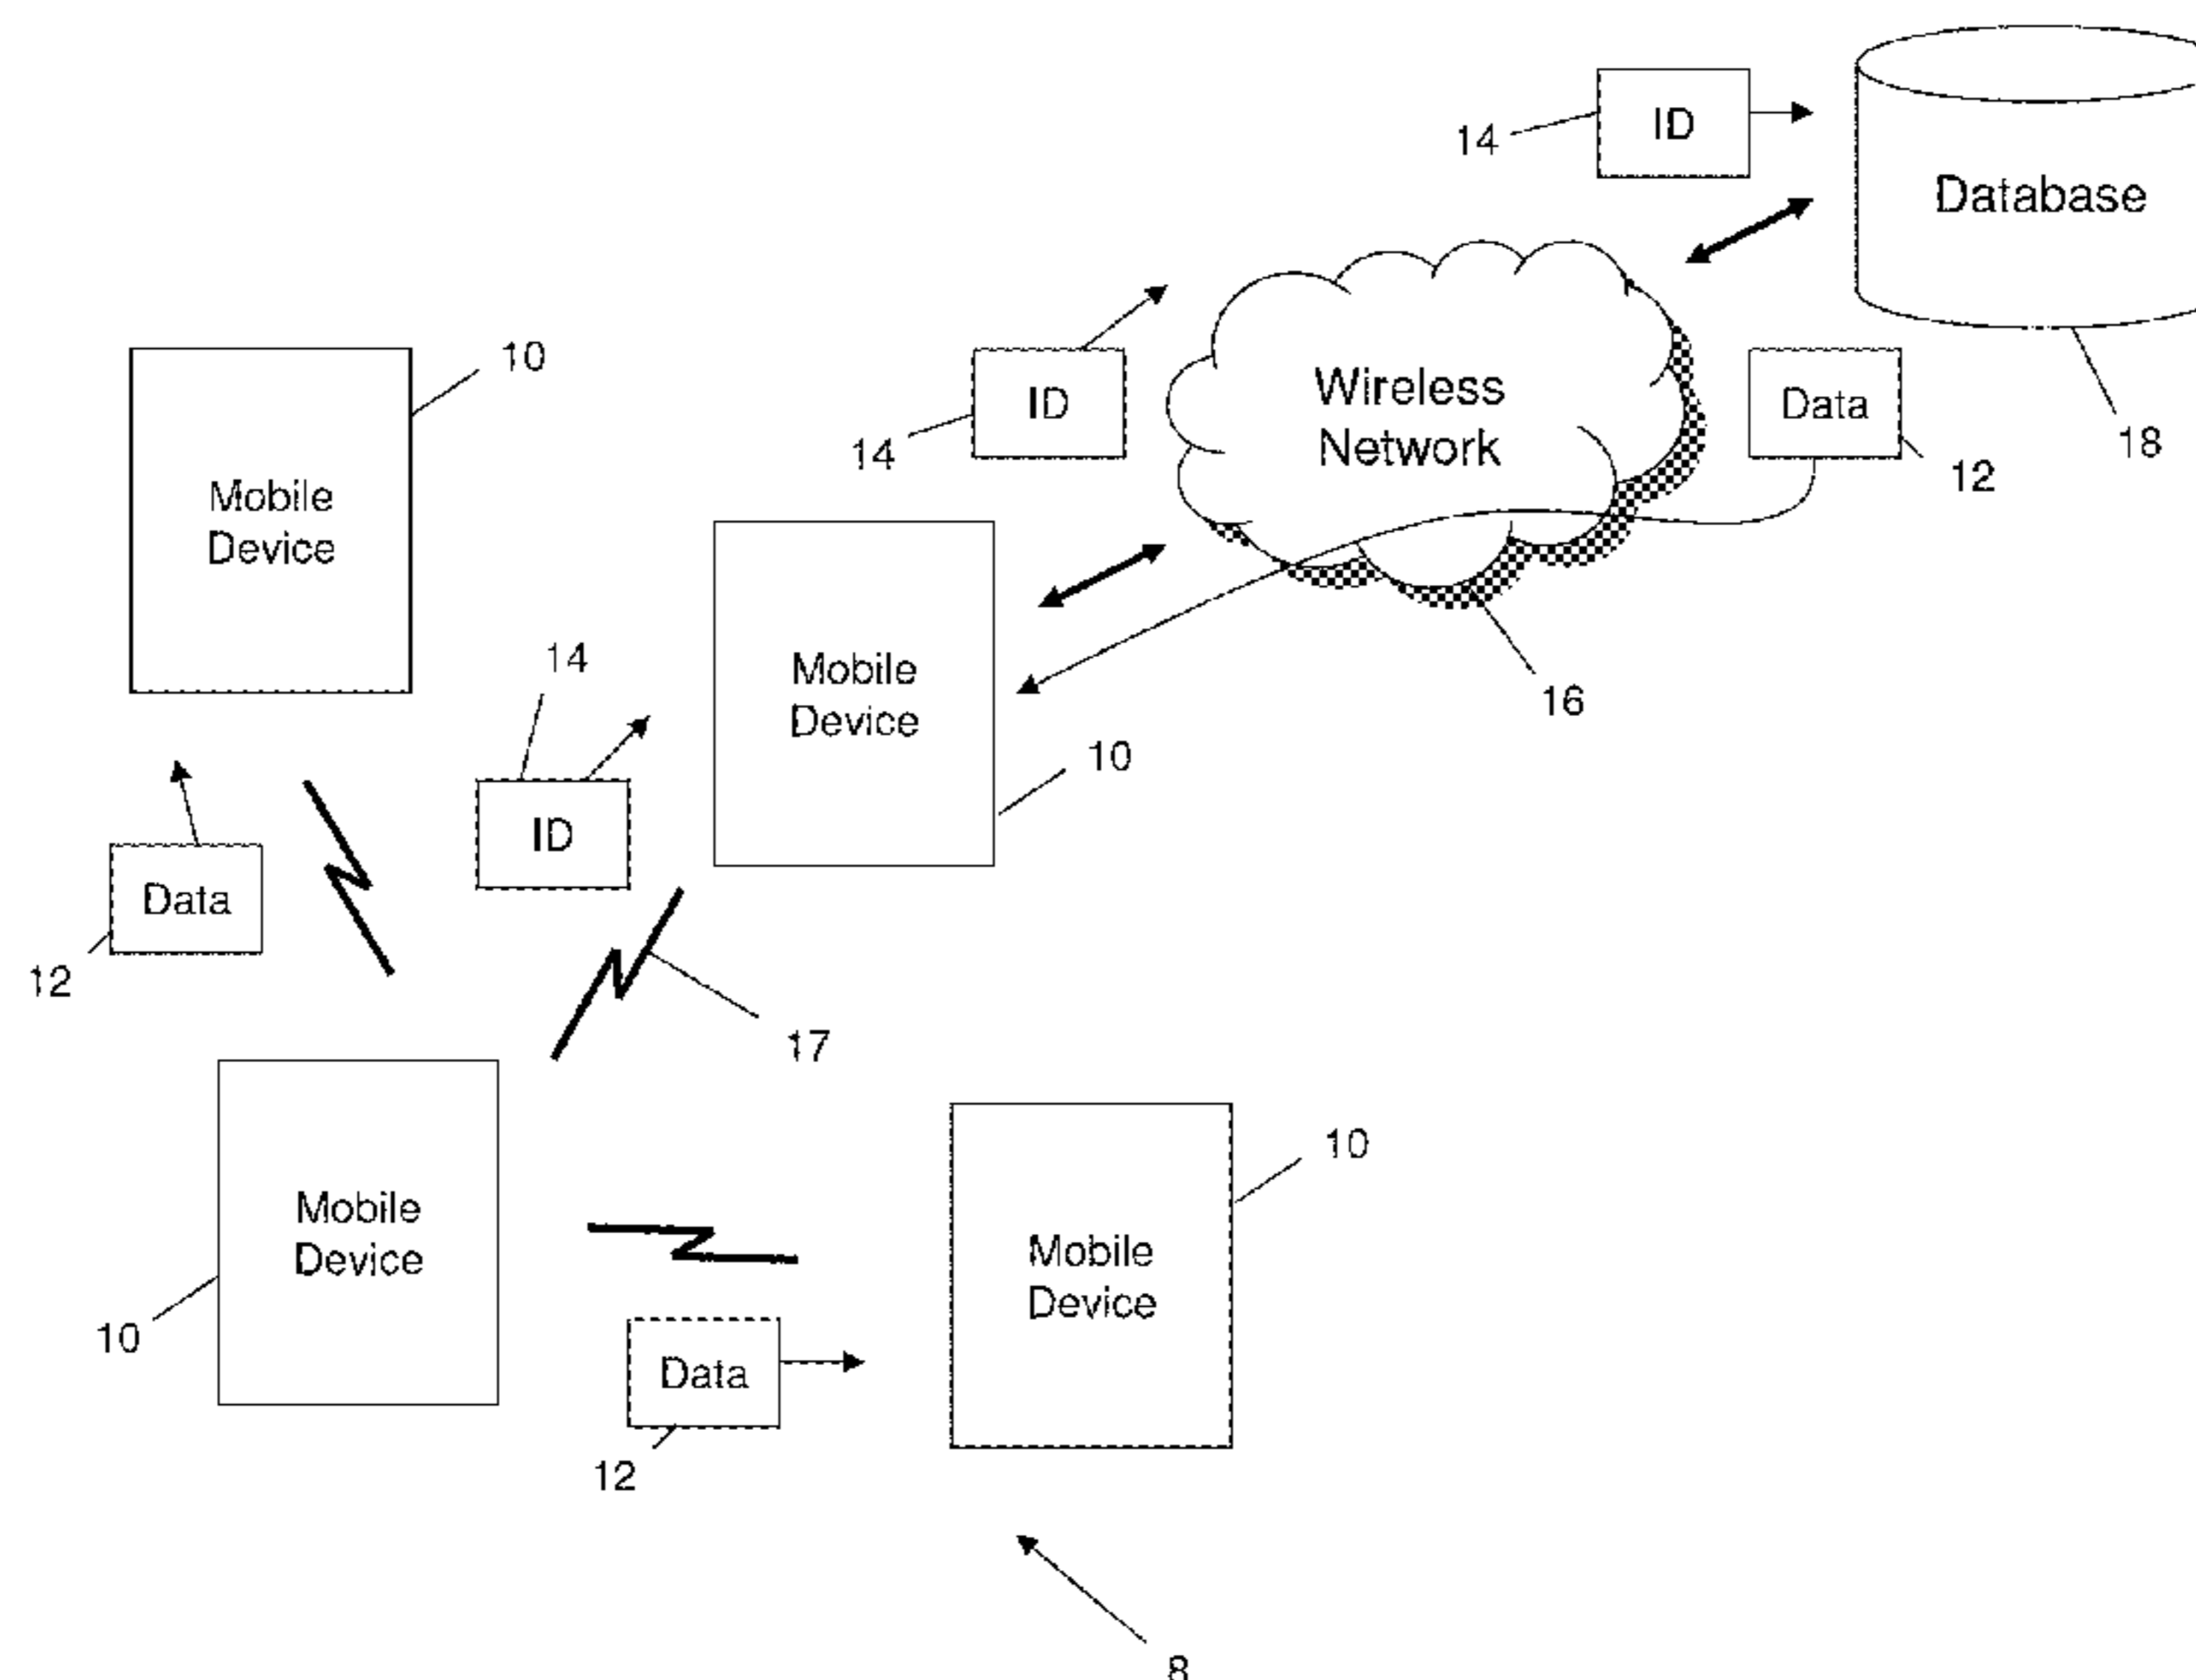 14
ID
Database
ID
14
Wireless
Network
Data
12
18
10
Mobile
Device
14
ID
Mobile
Device
10
16
Data
12
17
Mobile
Device
10
Mobile
Device
10
Data
12
8